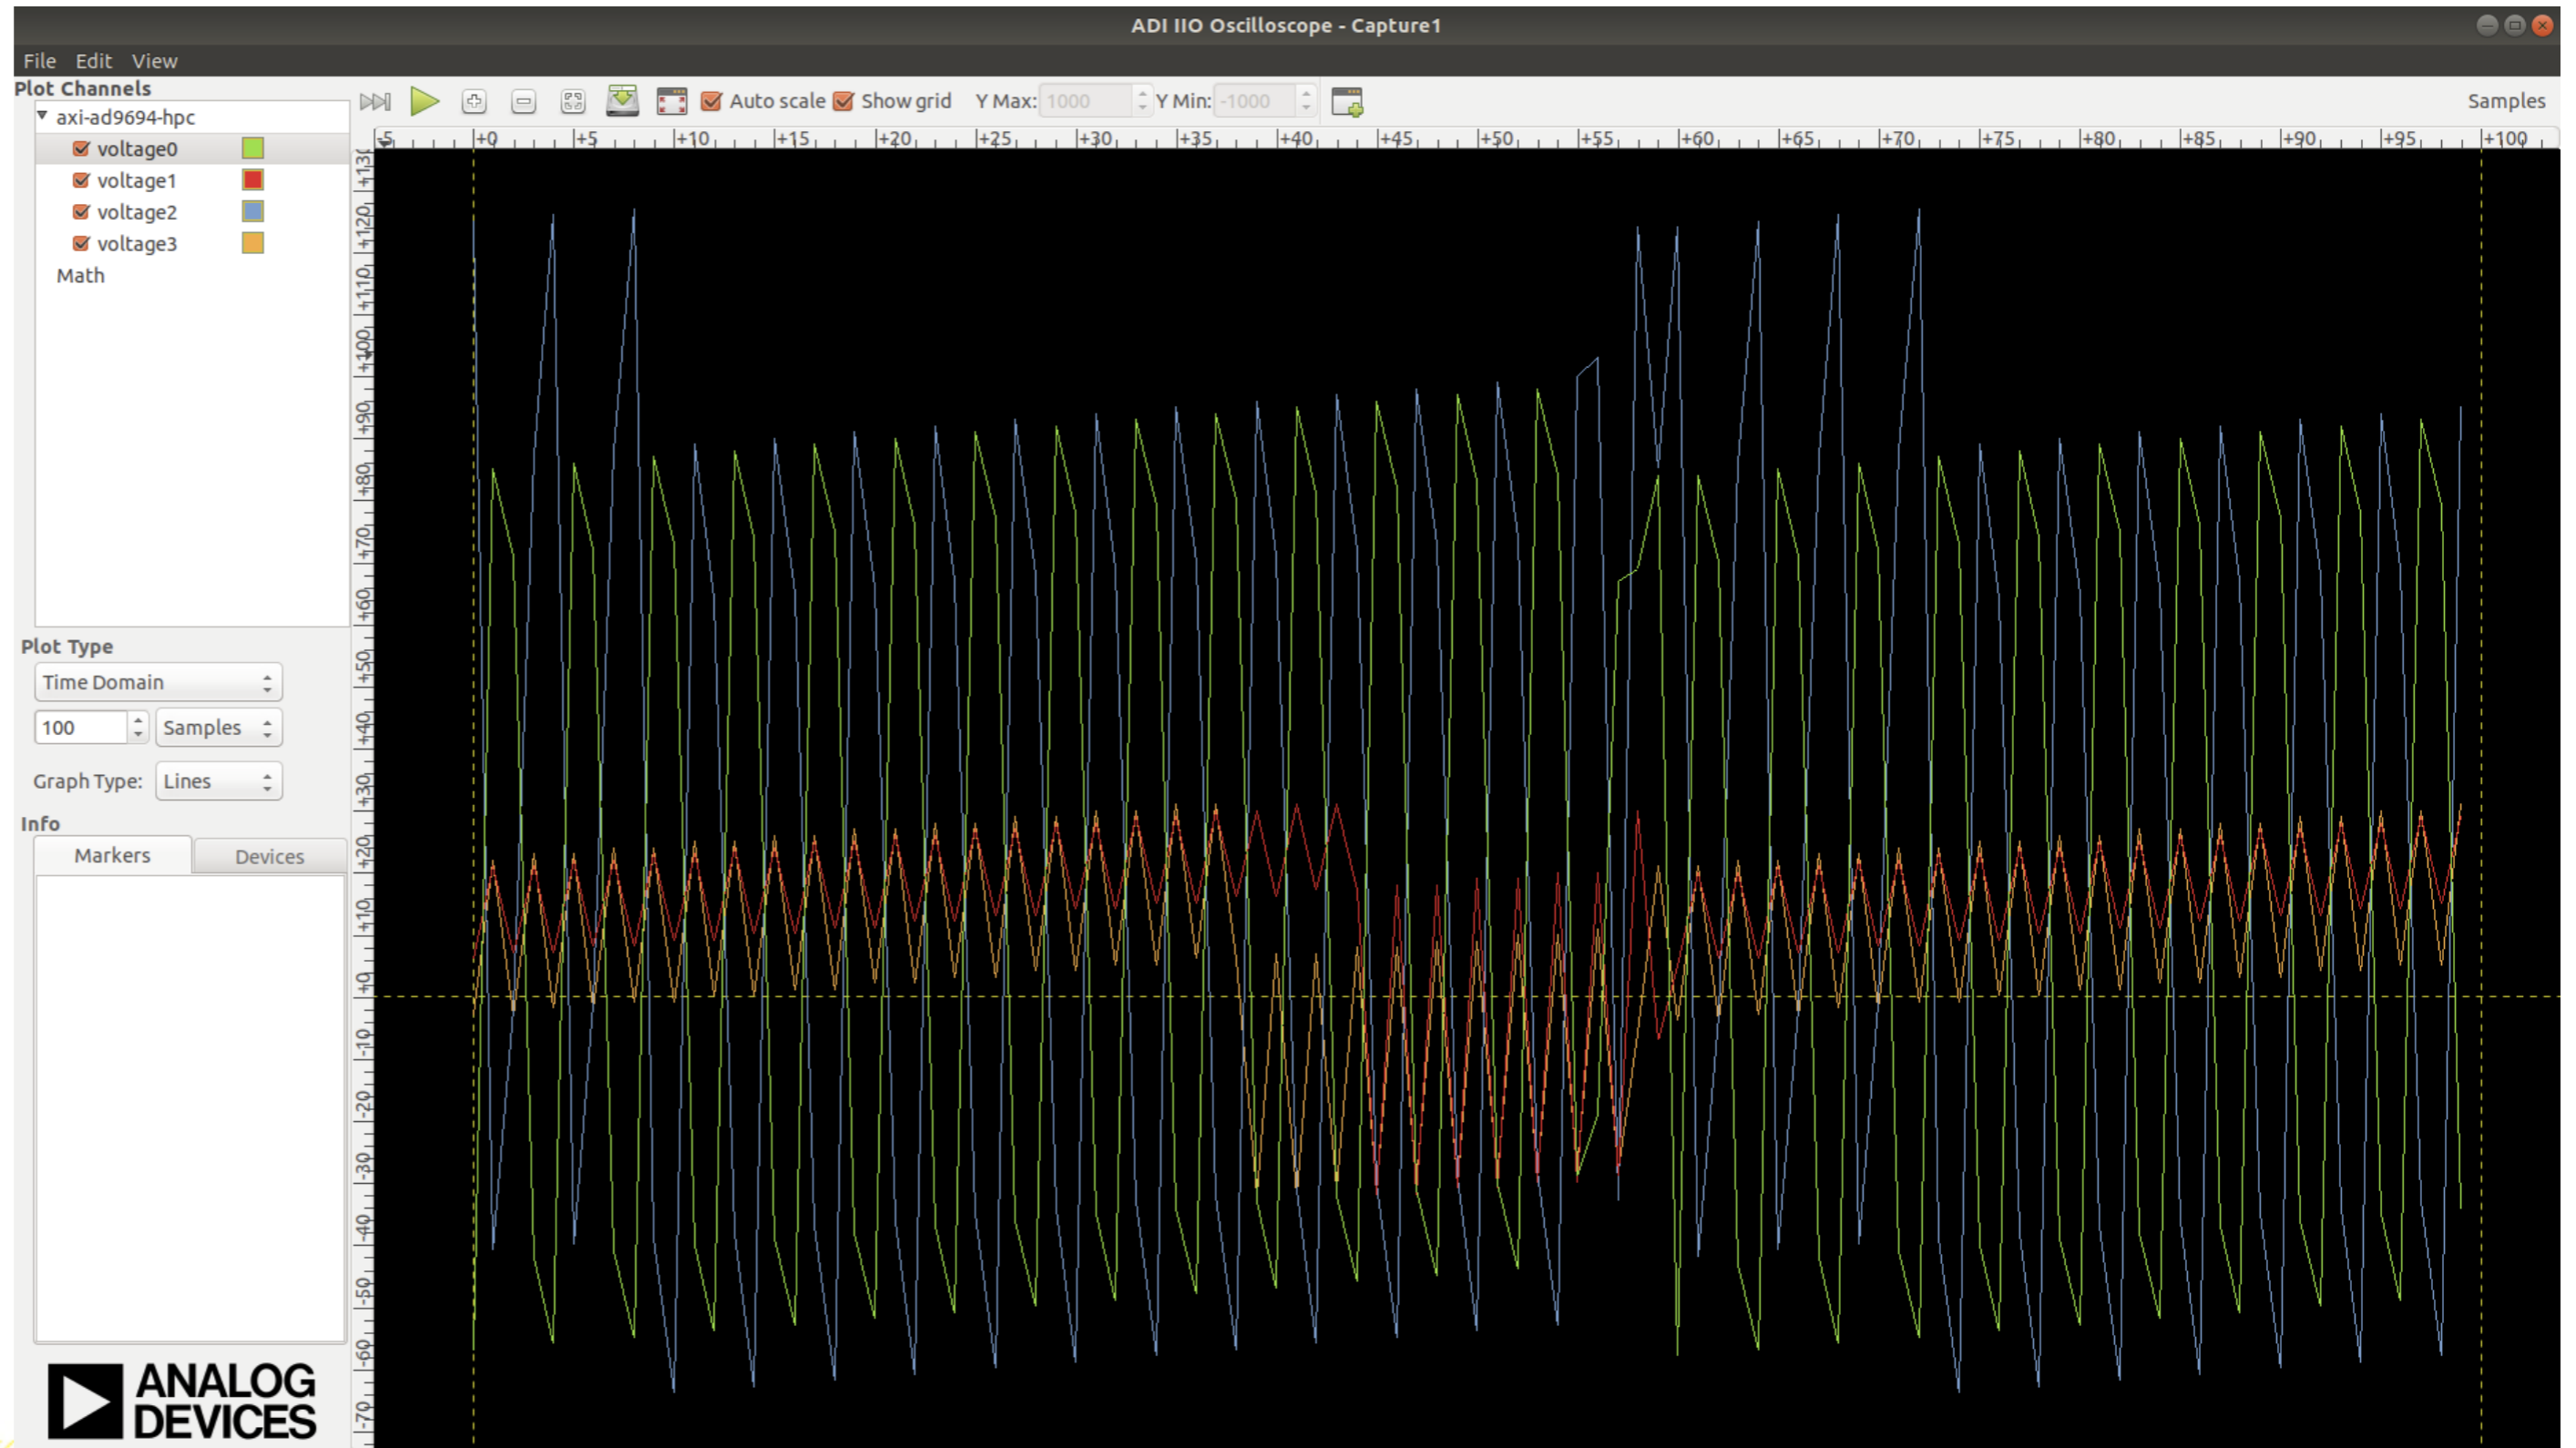 ADI IIO Oscilloscope - Capture1
File Edit View
Plot Channels
axi-ad9694-hpc
voltage0
voltage1
voltage2
voltage3
Math
Auto scale Show grid Y Max: 1000 Y Min: -1000 Samples
-5 +0 +5 +10 +15 +20 +25 +30 +35 +40 +45 +50 +55 +60 +65 +70 +75 +80 +85 +90 +95 +100
+130
+120
+110
+100
+90
+80
+70
+60
+50
+40
+30
+20
+10
+0
-10
-20
-30
-40
-50
-60
-70
Plot Type
Time Domain
100 Samples
Graph Type: Lines
Info
Markers Devices
ANALOG
DEVICES